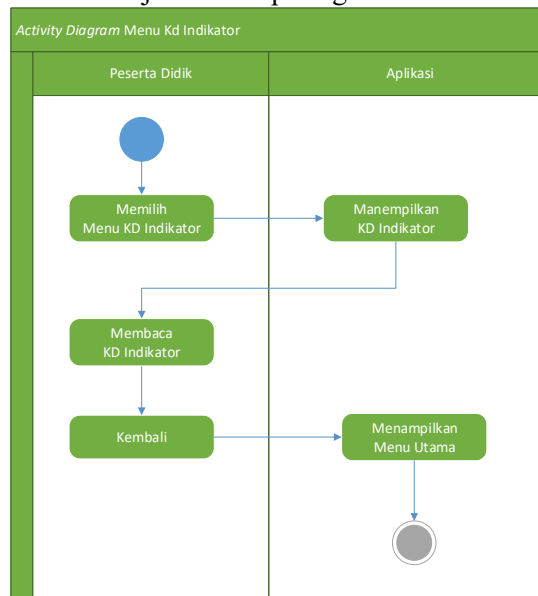 Activity Diagram Menu Kd Indikator
Peserta Didik
Aplikasi
Memilih
Menu KD Indikator
Manempilkan
KD Indikator
Membaca
KD Indikator
Kembali
Menampilkan
Menu Utama